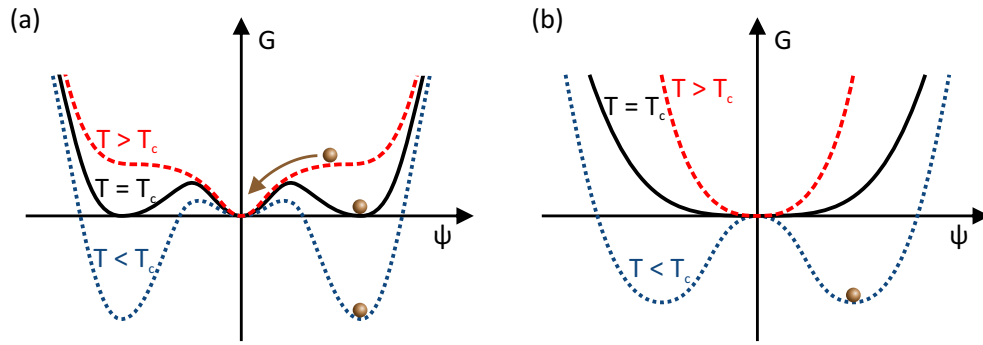 (a)
G
T > Tc
T = Tc
T < Tc
ψ
(b)
G
T > Tc
T = Tc
T < Tc
ψ